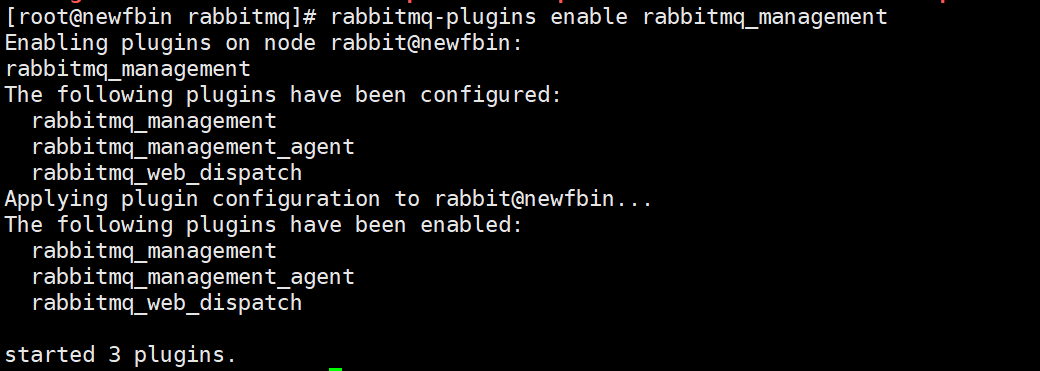 [root@newfbin rabbitmq]# rabbitmq-plugins enable rabbitmq_management
Enabling plugins on node rabbit@newfbin:
rabbitmq_management
The following plugins have been configured:
  rabbitmq_management
  rabbitmq_management_agent
  rabbitmq_web_dispatch
Applying plugin configuration to rabbit@newfbin...
The following plugins have been enabled:
  rabbitmq_management
  rabbitmq_management_agent
  rabbitmq_web_dispatch

started 3 plugins.